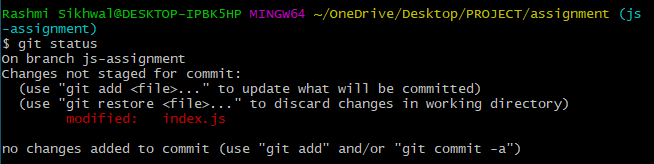 Rashmi Sikhwal@DESKTOP-IPBK5HP MINGW64 ~/OneDrive/Desktop/PROJECT/assignment (js
-assignment)
$ git status
On branch js-assignment
Changes not staged for commit:
  (use "git add <file>..." to update what will be committed)
  (use "git restore <file>..." to discard changes in working directory)
        modified:   index.js

no changes added to commit (use "git add" and/or "git commit -a")